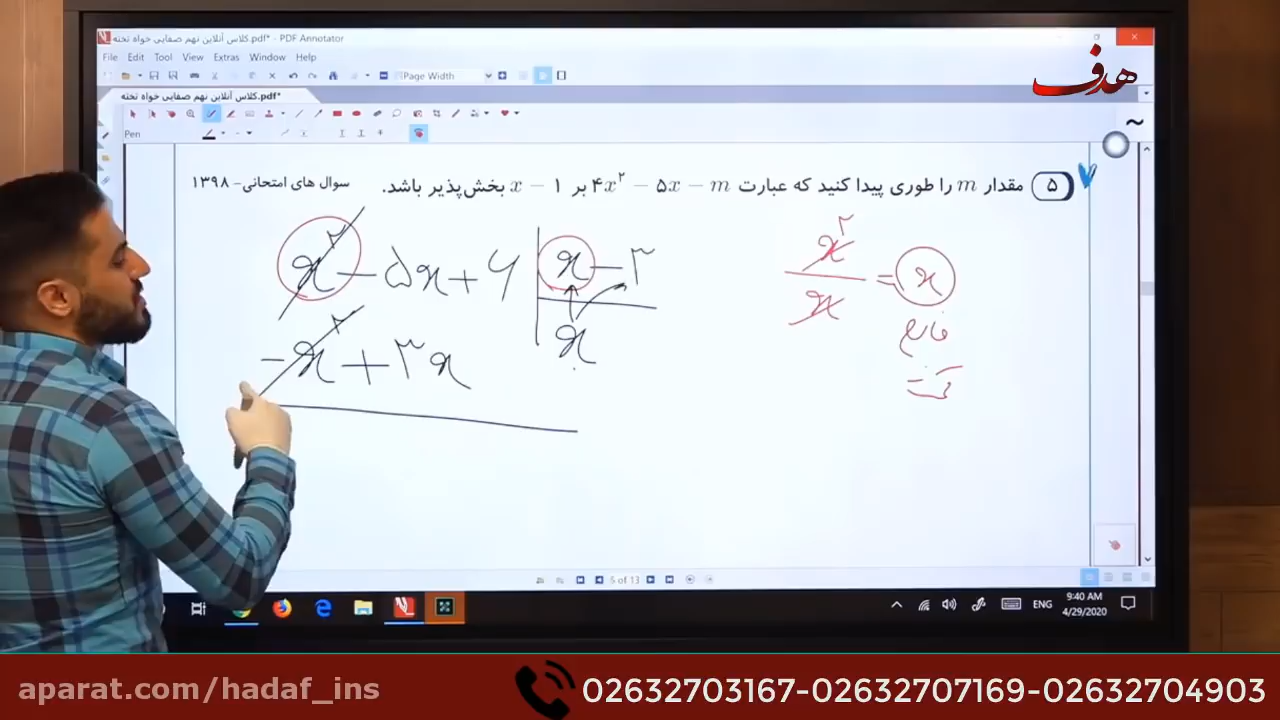 کلاس آنلاین نهم صفایی خواه تخته.pdf* - PDF Annotator
هدف
File Edit Tool View Extras Window Help
Page Width
کلاس آنلاین نهم صفایی خواه تخته.pdf*
Pen
۵ مقدار m را طوری پیدا کنید که عبارت ۴x² − ۵x − m بر x − ۱ بخش‌پذیر باشد. سوال های امتحانی- ۱۳۹۸
x² − ۵x + ۶ | x − ۳
x
−x² + ۳x
x² / x = x
خارج
5 of 13
ENG
9:40 AM
4/29/2020
aparat.com/hadaf_ins
02632703167-02632707169-02632704903